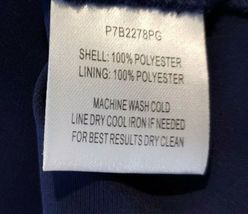 P7B2278PG
SHELL: 100% POLYESTER
LINING: 100% POLYESTER
MACHINE WASH COLD
LINE DRY COOL IRON IF NEEDED
FOR BEST RESULTS DRY CLEAN